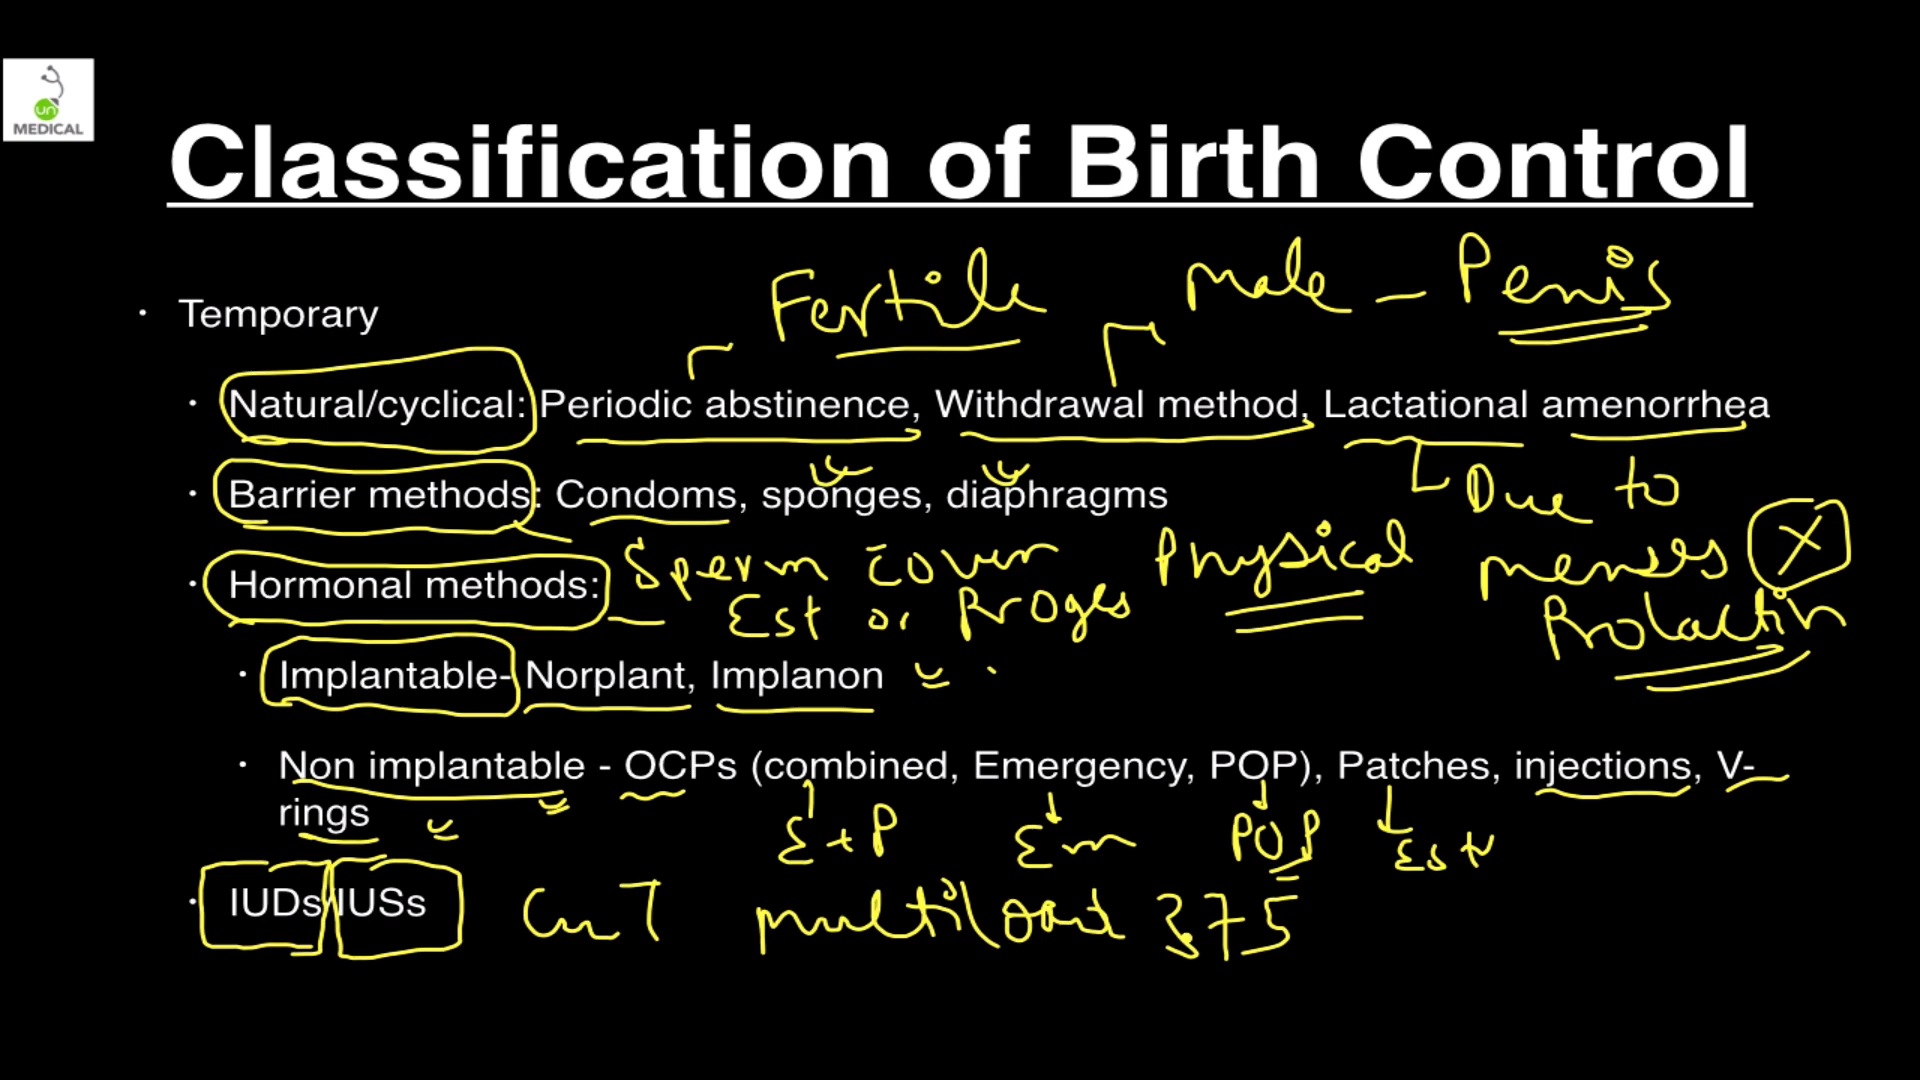 un
MEDICAL
Classification of Birth Control
Fertile
Male - Penis
• Temporary
• Natural/cyclical: Periodic abstinence, Withdrawal method, Lactational amenorrhea
• Barrier methods: Condoms, sponges, diaphragms
Due to
menses X
Prolactin
Sperm cover
Physical
• Hormonal methods:
Est or Proges
• Implantable- Norplant, Implanon
• Non implantable - OCPs (combined, Emergency, POP), Patches, injections, V-
rings
E + P Em POP Est
• IUDs/IUSs
CuT multiload 375